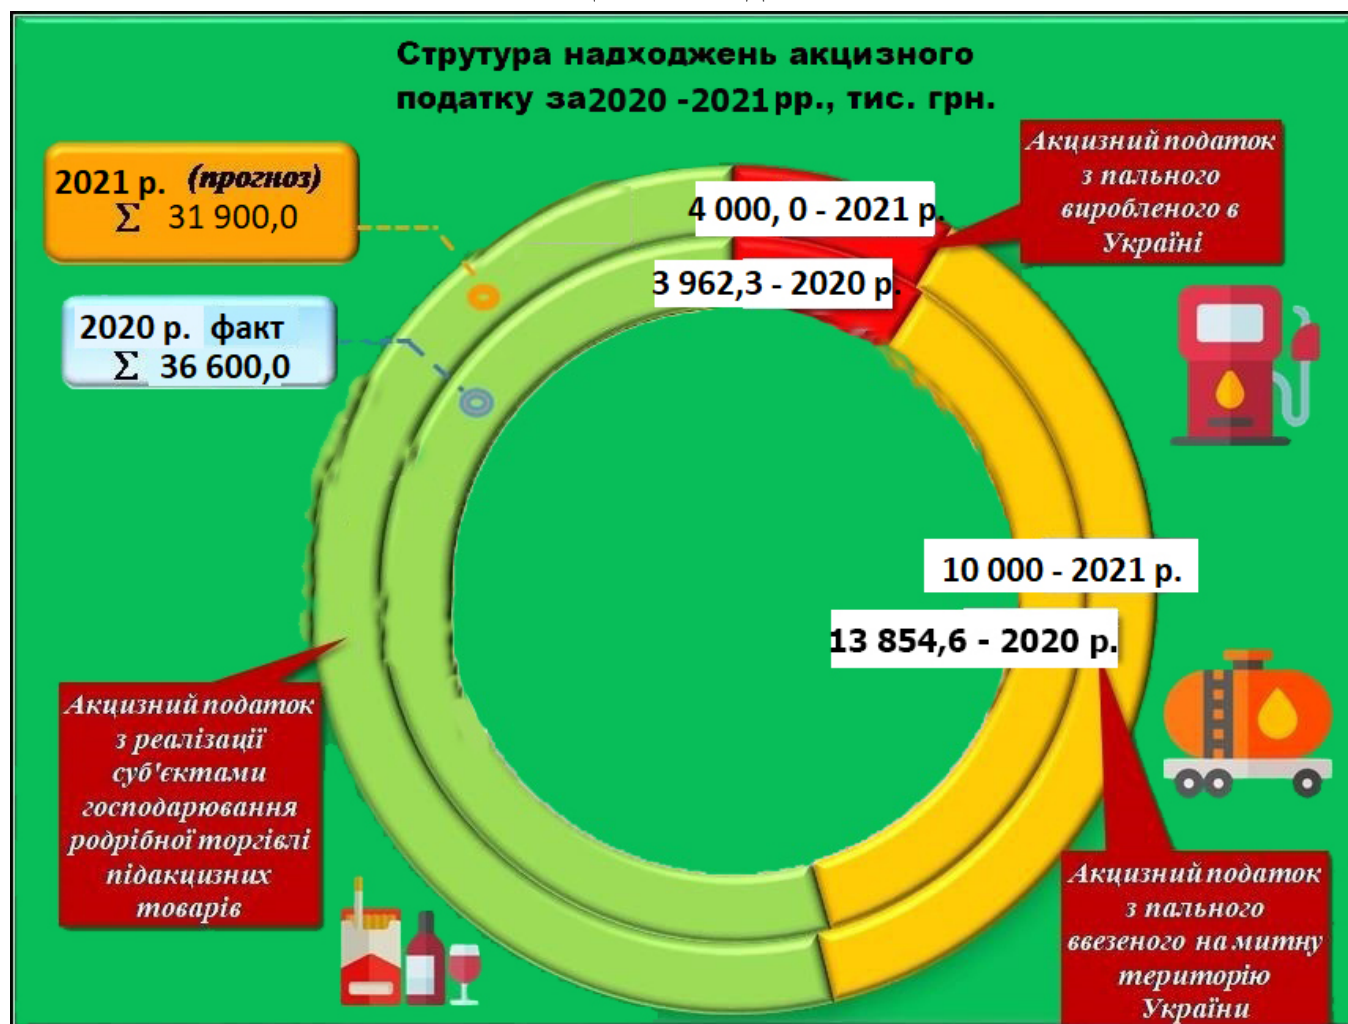 Струтура надходжень акцизного
податку за2020 -2021рр., тис. грн.
2021 р. (прогноз)
Σ 31 900,0
2020 р. факт
Σ 36 600,0
4 000, 0 - 2021 р.
3 962,3 - 2020 р.
Акцизний податок
з пального
виробленого в
Україні
10 000 - 2021 р.
13 854,6 - 2020 р.
Акцизний податок
з реалізації
суб'єктами
господарювання
родрібної торгівлі
підакцизних
товарів
Акцизний податок
з пального
ввезеного на митну
територію
України